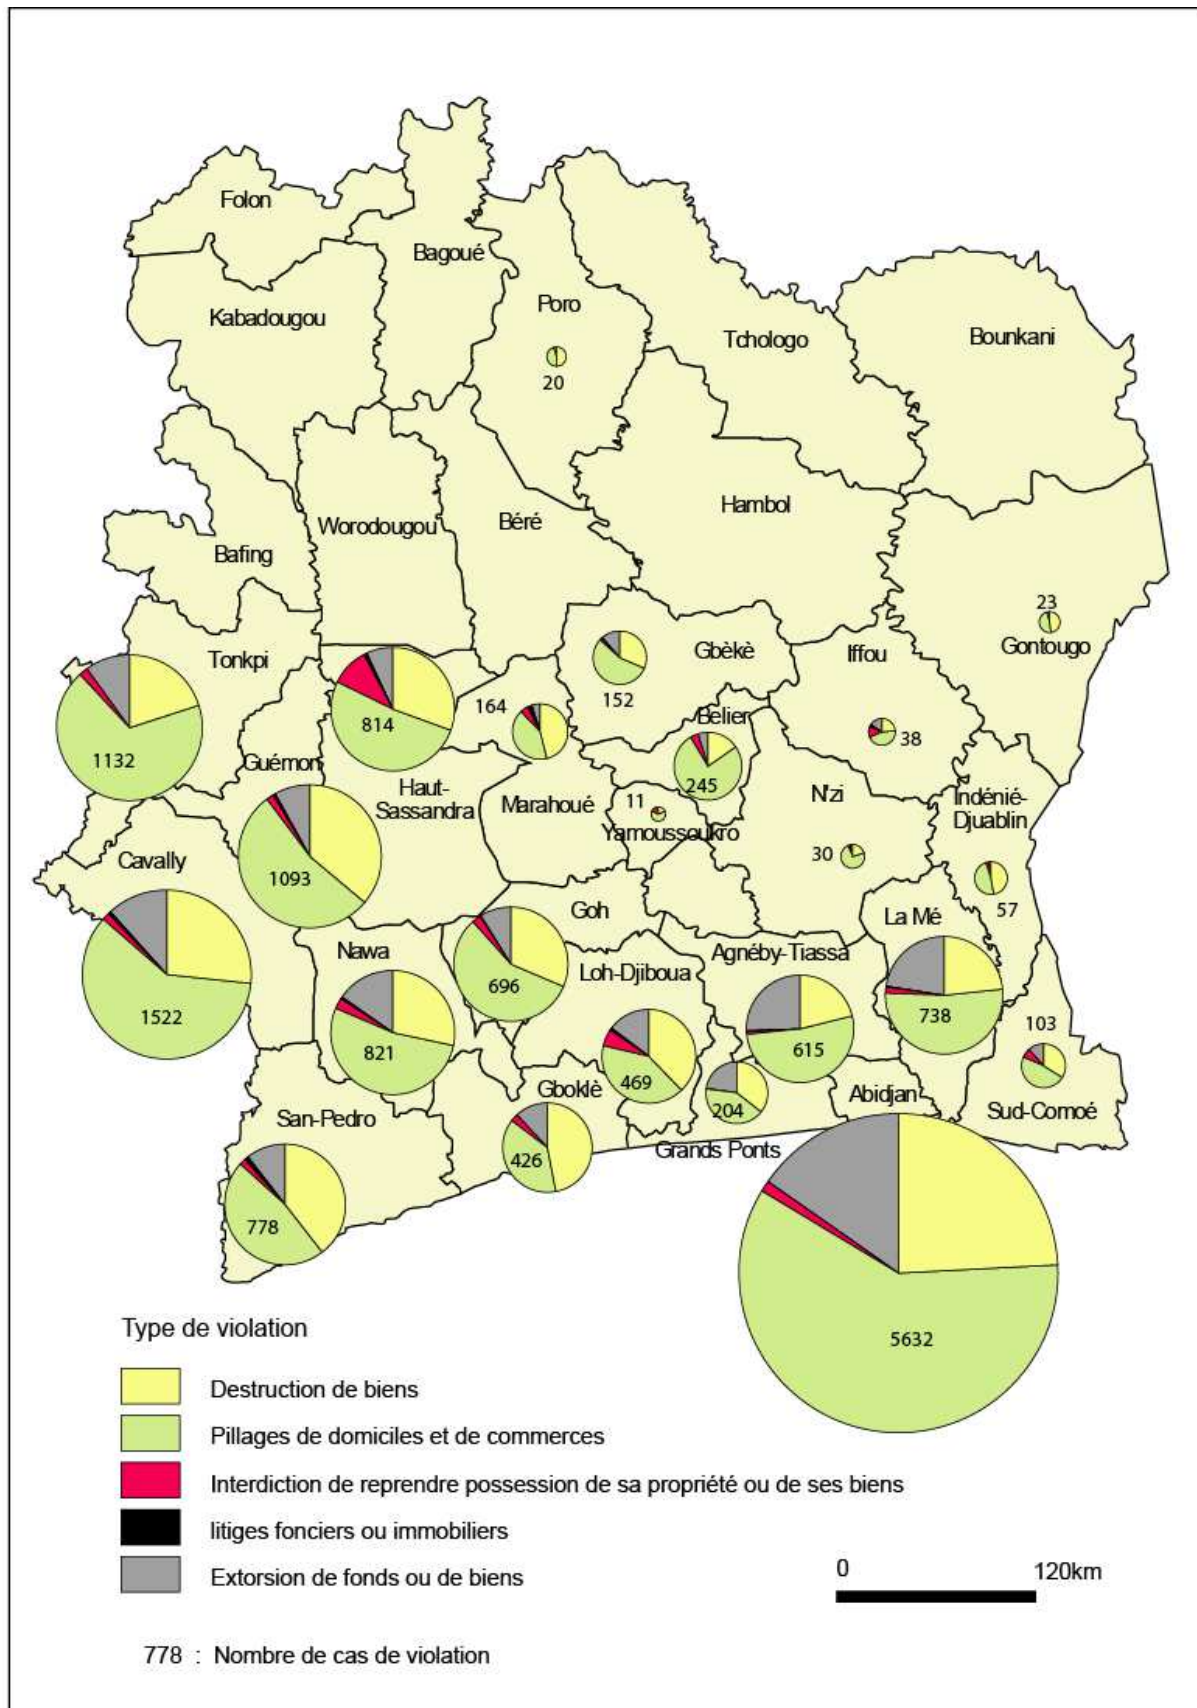 Folon
Bagoué
Kabadougou
Poro
20
Tchologo
Bounkani
Worodougou
Béré
Hambol
Bafing
23
Gontougo
Tonkpi
1132
814
164
152
Gbèkè
Iffou
38
Belier
245
Guémon
1093
Haut-
Sassandra
Marahoué
11
Yamoussoukro
N'zi
30
Indénié-
Djuablin
57
Cavally
1522
Goh
696
La Mé
738
Nawa
821
Loh-Djiboua
469
Agnéby-Tiassa
615
103
Sud-Comoé
San-Pedro
778
Gboklè
426
204
Grands Ponts
Abidjan
5632
Type de violation
Destruction de biens
Pillages de domiciles et de commerces
Interdiction de reprendre possession de sa propriété ou de ses biens
litiges fonciers ou immobiliers
Extorsion de fonds ou de biens
0 120km
778 : Nombre de cas de violation